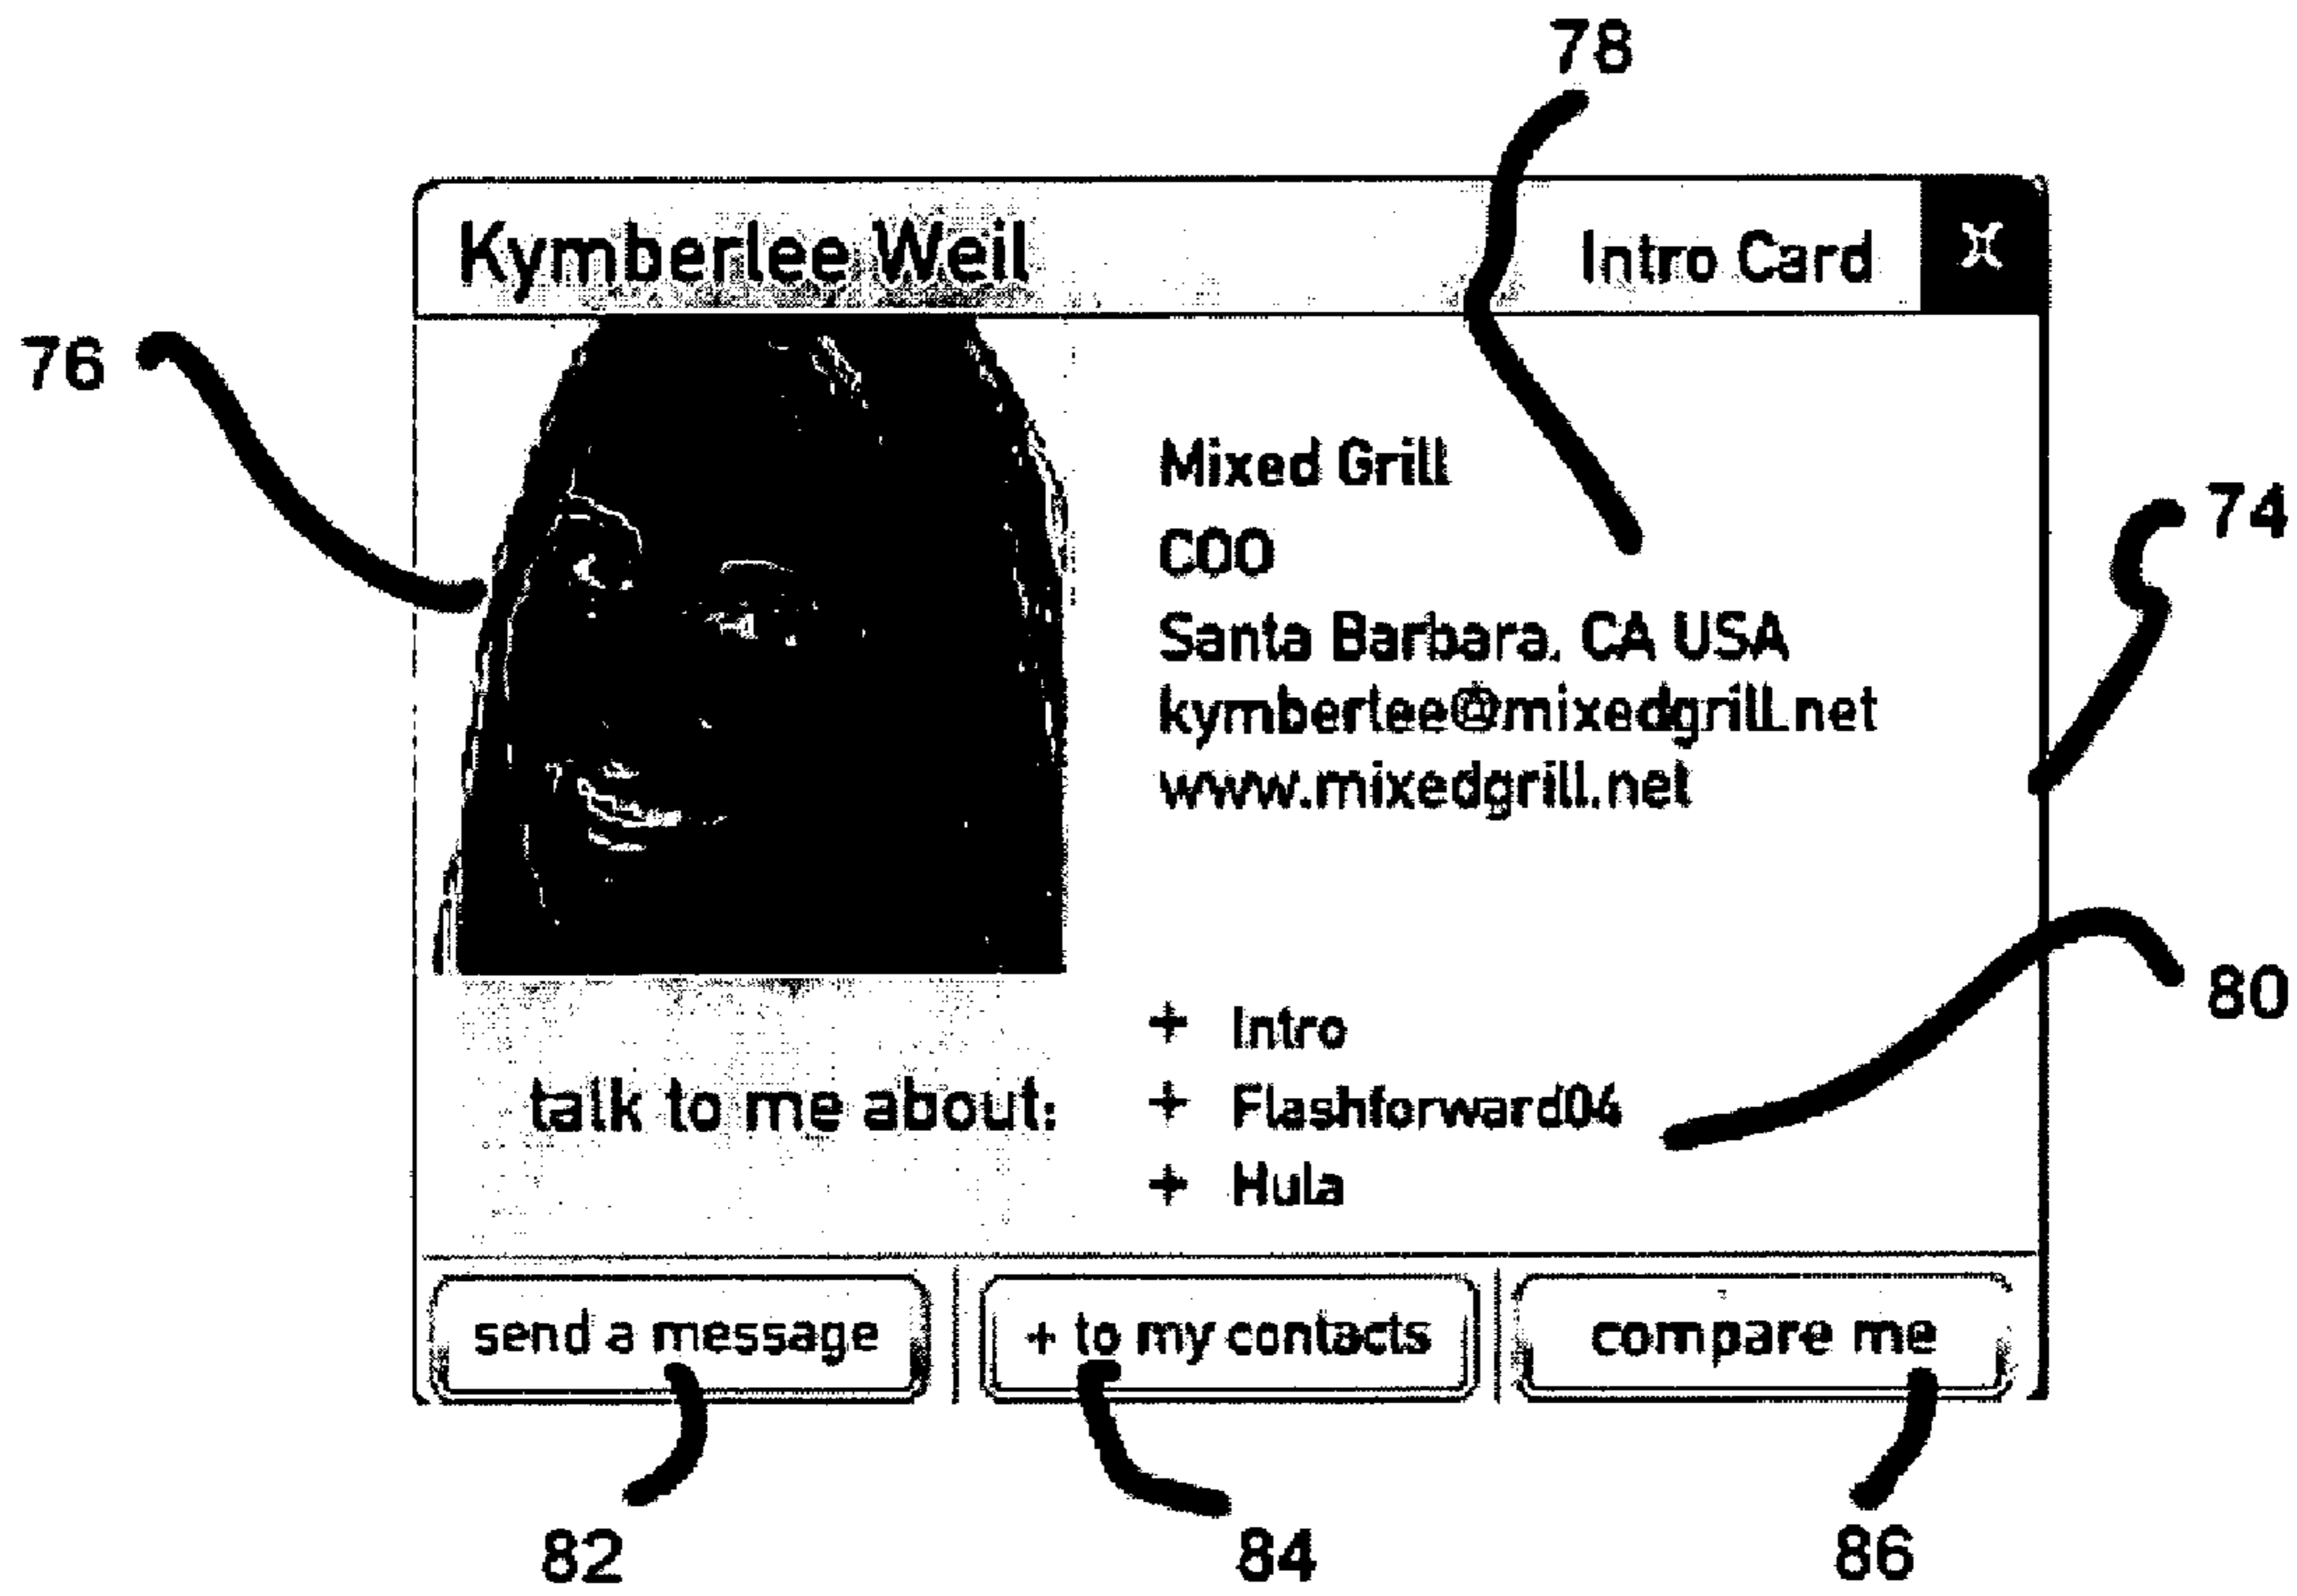 78
Kymberlee Weil Intro Card X
76
Mixed Grill
COO
74
Santa Barbara, CA USA
kymberlee@mixedgrill.net
www.mixedgrill.net
80
talk to me about:
+ Intro
+ Flashforward04
+ Hula
send a message
+ to my contacts
compare me
82
84
86